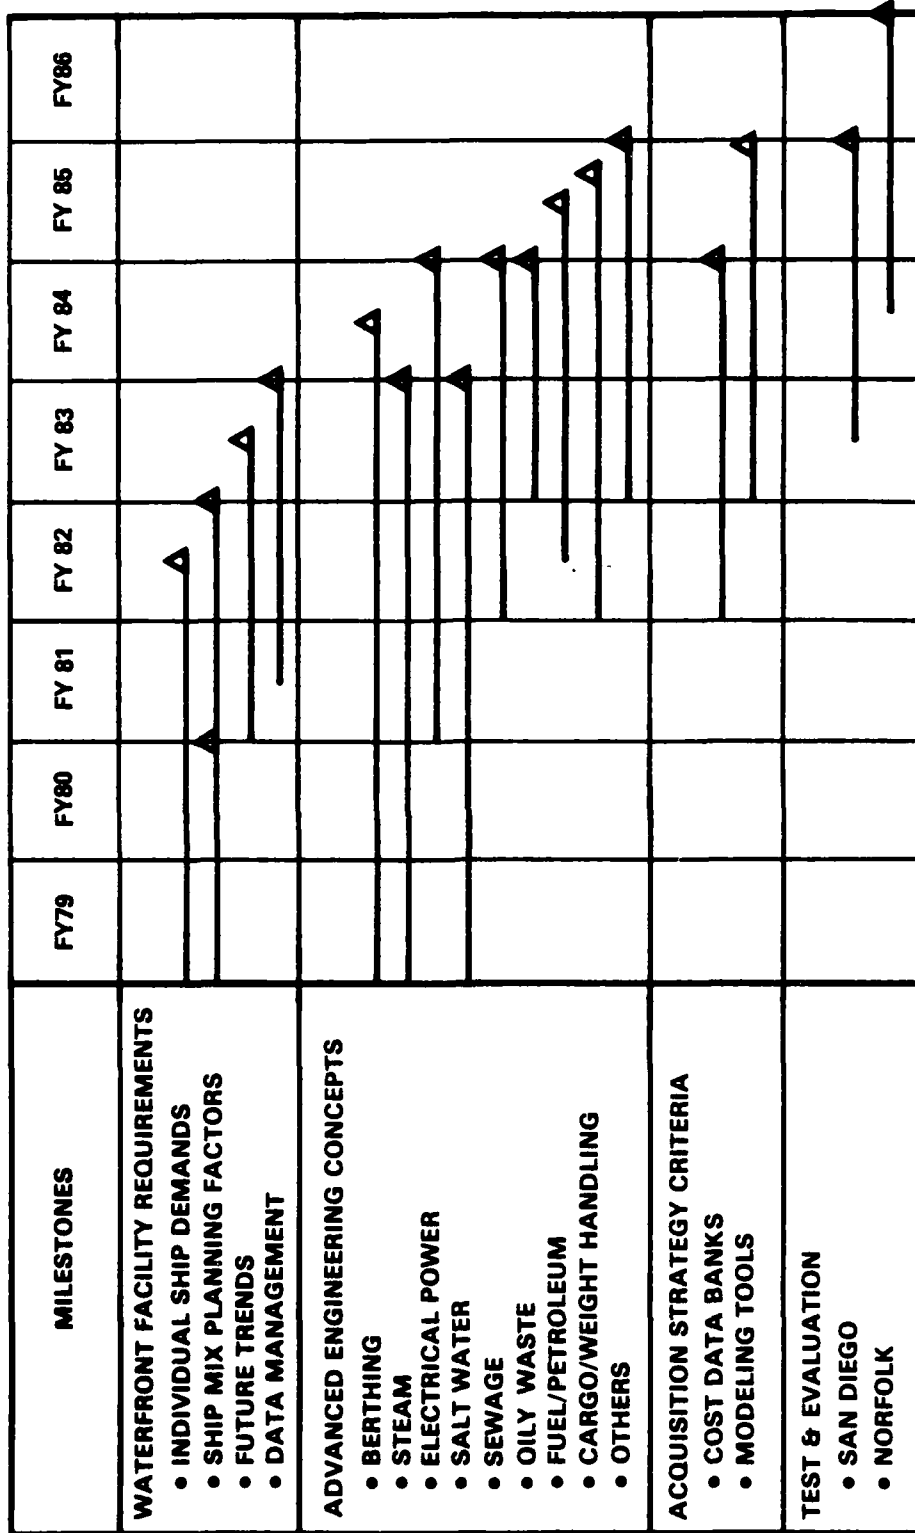 MILESTONES
FY79
FY80
FY 81
FY 82
FY 83
FY 84
FY 85
FY86
WATERFRONT FACILITY REQUIREMENTS
• INDIVIDUAL SHIP DEMANDS
• SHIP MIX PLANNING FACTORS
• FUTURE TRENDS
• DATA MANAGEMENT
ADVANCED ENGINEERING CONCEPTS
• BERTHING
• STEAM
• ELECTRICAL POWER
• SALT WATER
• SEWAGE
• OILY WASTE
• FUEL/PETROLEUM
• CARGO/WEIGHT HANDLING
• OTHERS
ACQUISITION STRATEGY CRITERIA
• COST DATA BANKS
• MODELING TOOLS
TEST & EVALUATION
• SAN DIEGO
• NORFOLK